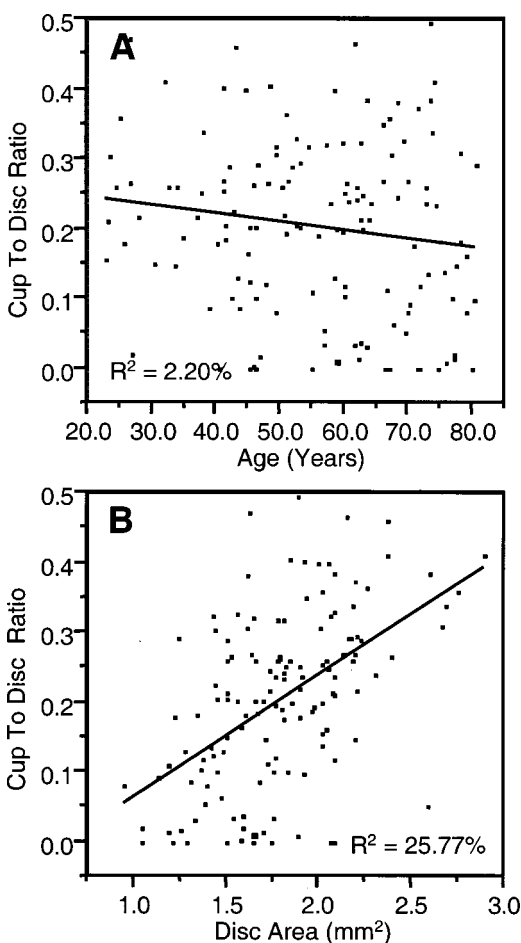 A
Cup To Disc Ratio
0.5
0.4
0.3
0.2
0.1
0.0
R² = 2.20%
20.0 30.0 40.0 50.0 60.0 70.0 80.0
Age (Years)
B
Cup To Disc Ratio
0.5
0.4
0.3
0.2
0.1
0.0
R² = 25.77%
1.0 1.5 2.0 2.5 3.0
Disc Area (mm²)